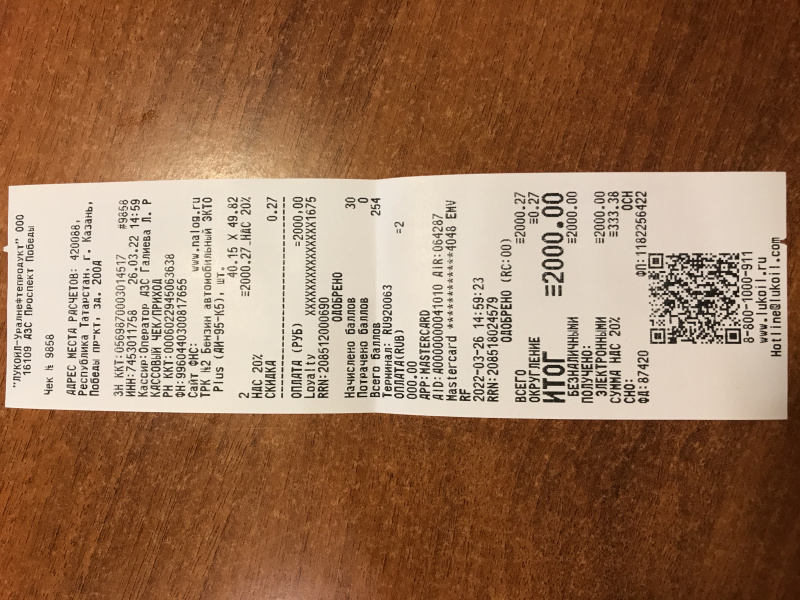 "ЛУКОИЛ-Уралнефтепродукт" ООО
16109 АЗС Проспект Победы
Чек № 9868
АДРЕС МЕСТА РАСЧЕТОВ: 420088,
Республика Татарстан, г. Казань,
Победы пр-кт, зд. 200А
ЗН ККТ:0569870003014517 #9858
ИНН:7453011758 26.03.22 14:59
Кассир:Оператор АЗС Галиева Л. Р
КАССОВЫЙ ЧЕК/ПРИХОД
РН ККТ:0006022945063638
ФН:9960440300817655
Сайт ФНС: www.nalog.ru
ТРК №2 Бензин автомобильный ЭКТО
Plus (АИ-95-К5), шт.
40.15 X 49.82
2 ≡2000.27 НДС 20%
НДС 20%
СКИДКА 0.27
ОПЛАТА (РУБ) =2000,00
Loyalty XXXXXXXXXXXXXXX1675
RRN:208512000690
ОДОБРЕНО
Начислено баллов 30
Потрачено баллов 0
Всего баллов 254
Терминал: RU920063
ОПЛАТА(RUB) =2
000.00
APP:MASTERCARD
AID:A0000000041010 AIR:064287
Mastercard ************4048 EMV
RF
2022-03-26 14:59:23
RRN:208518024579
ОДОБРЕНО (RC:00)
ВСЕГО ≡2000.27
ОКРУГЛЕНИЕ ≡0.27
ИТОГ ≡2000.00
БЕЗНАЛИЧНЫМИ ≡2000.00
ПОЛУЧЕНО:
ЭЛЕКТРОННЫМИ ≡2000.00
СУММА НДС 20% ≡333.38
СНО: ОСН
ФД:87420 ФП:1182256422
8-800-1000-911
www.lukoil.ru
Hotline@lukoil.com